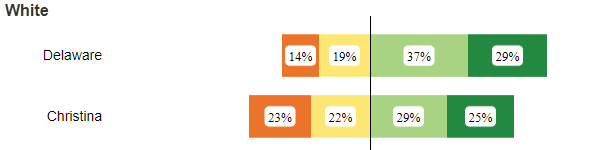 White
Delaware 14% 19% 37% 29%
Christina 23% 22% 29% 25%